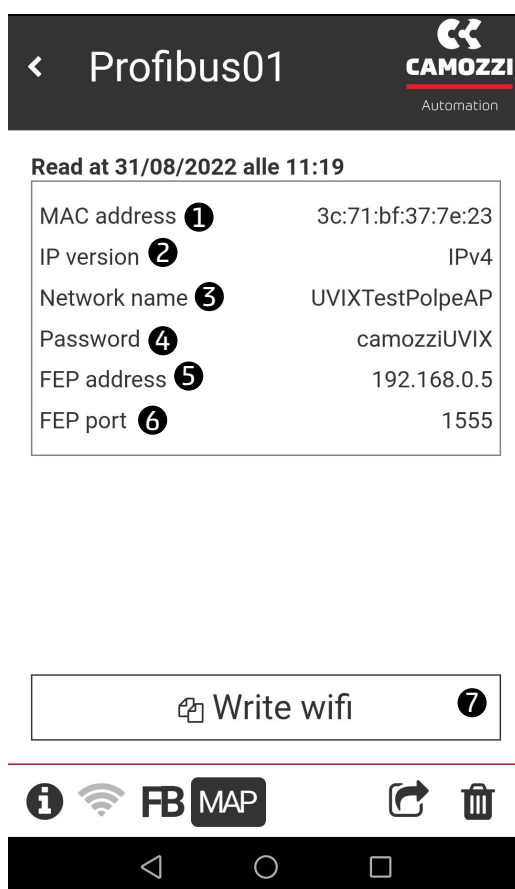 Profibus01
CAMOZZI
Automation
Read at 31/08/2022 alle 11:19
MAC address 1 3c:71:bf:37:7e:23
IP version 2 IPv4
Network name 3 UVIXTestPolpeAP
Password 4 camozziUVIX
FEP address 5 192.168.0.5
FEP port 6 1555
Write wifi 7
FB MAP